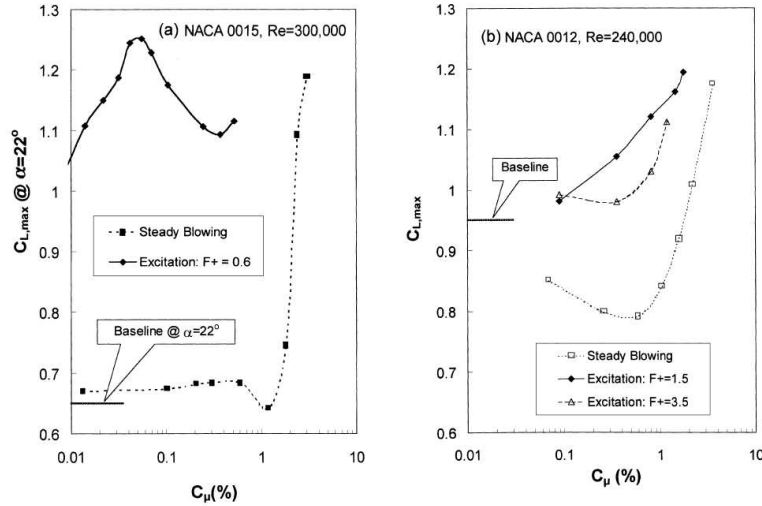 (a) NACA 0015, Re=300,000
1.3
1.2
1.1
1
0.9
0.8
0.7
0.6
C_L,max @ α=22°
Steady Blowing
Excitation: F+ = 0.6
Baseline @ α=22°
0.01
0.1
1
10
Cμ(%)
(b) NACA 0012, Re=240,000
1.3
1.2
1.1
1
0.9
0.8
0.7
0.6
C_L,max
Baseline
Steady Blowing
Excitation: F+=1.5
Excitation: F+=3.5
0.01
0.1
1
10
Cμ (%)